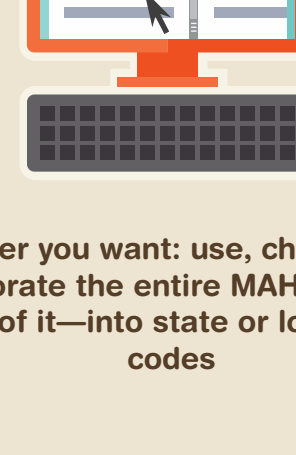 er you want: use, ch
orate the entire MAH
of it—into state or lo
codes